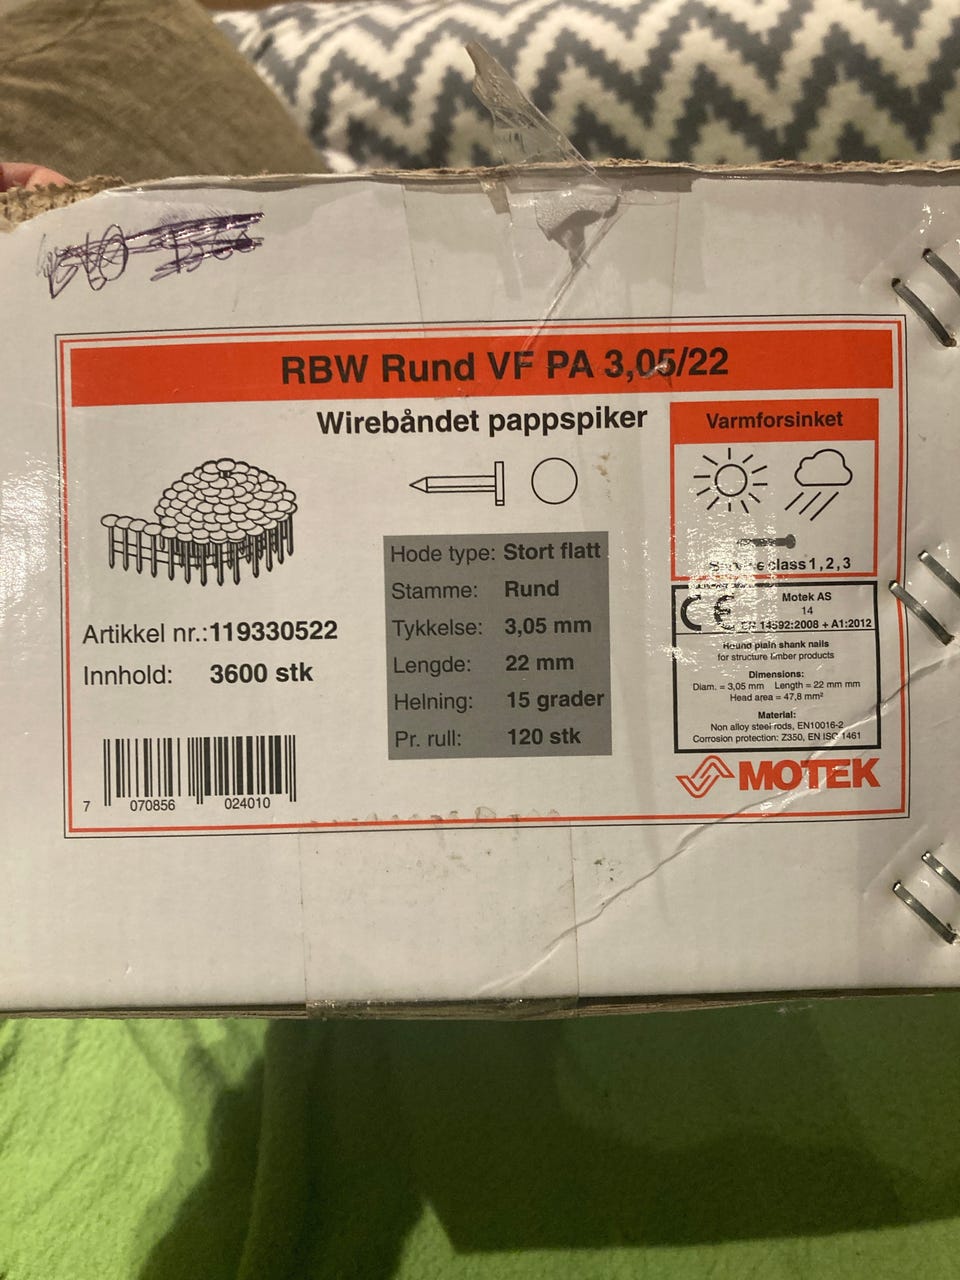 RBW Rund VF PA 3,05/22
Wirebåndet pappspiker
Varmforsinket
class 1, 2, 3
Hode type: Stort flatt
Stamme: Rund
Tykkelse: 3,05 mm
Lengde: 22 mm
Helning: 15 grader
Pr. rull: 120 stk
Artikkel nr.:119330522
Innhold: 3600 stk
7 070856 024010
CE
Motek AS
14
EN 14592:2008 + A1:2012
Round plain shank nails
for structure timber products
Dimensions:
Diam. = 3,05 mm Length = 22 mm mm
Head area = 47,8 mm²
Material:
Non alloy steel rods, EN10016-2
Corrosion protection: Z350, EN ISO 1461
MOTEK